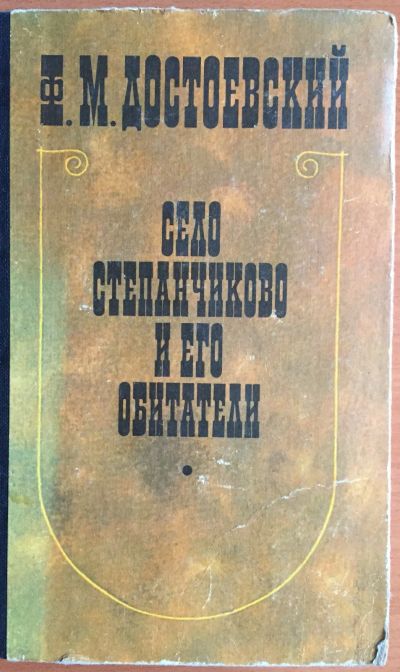 Ф. М. ДОСТОЕВСКИЙ
СЕЛО
СТЕПАНЧИКОВО
И ЕГО
ОБИТАТЕЛИ